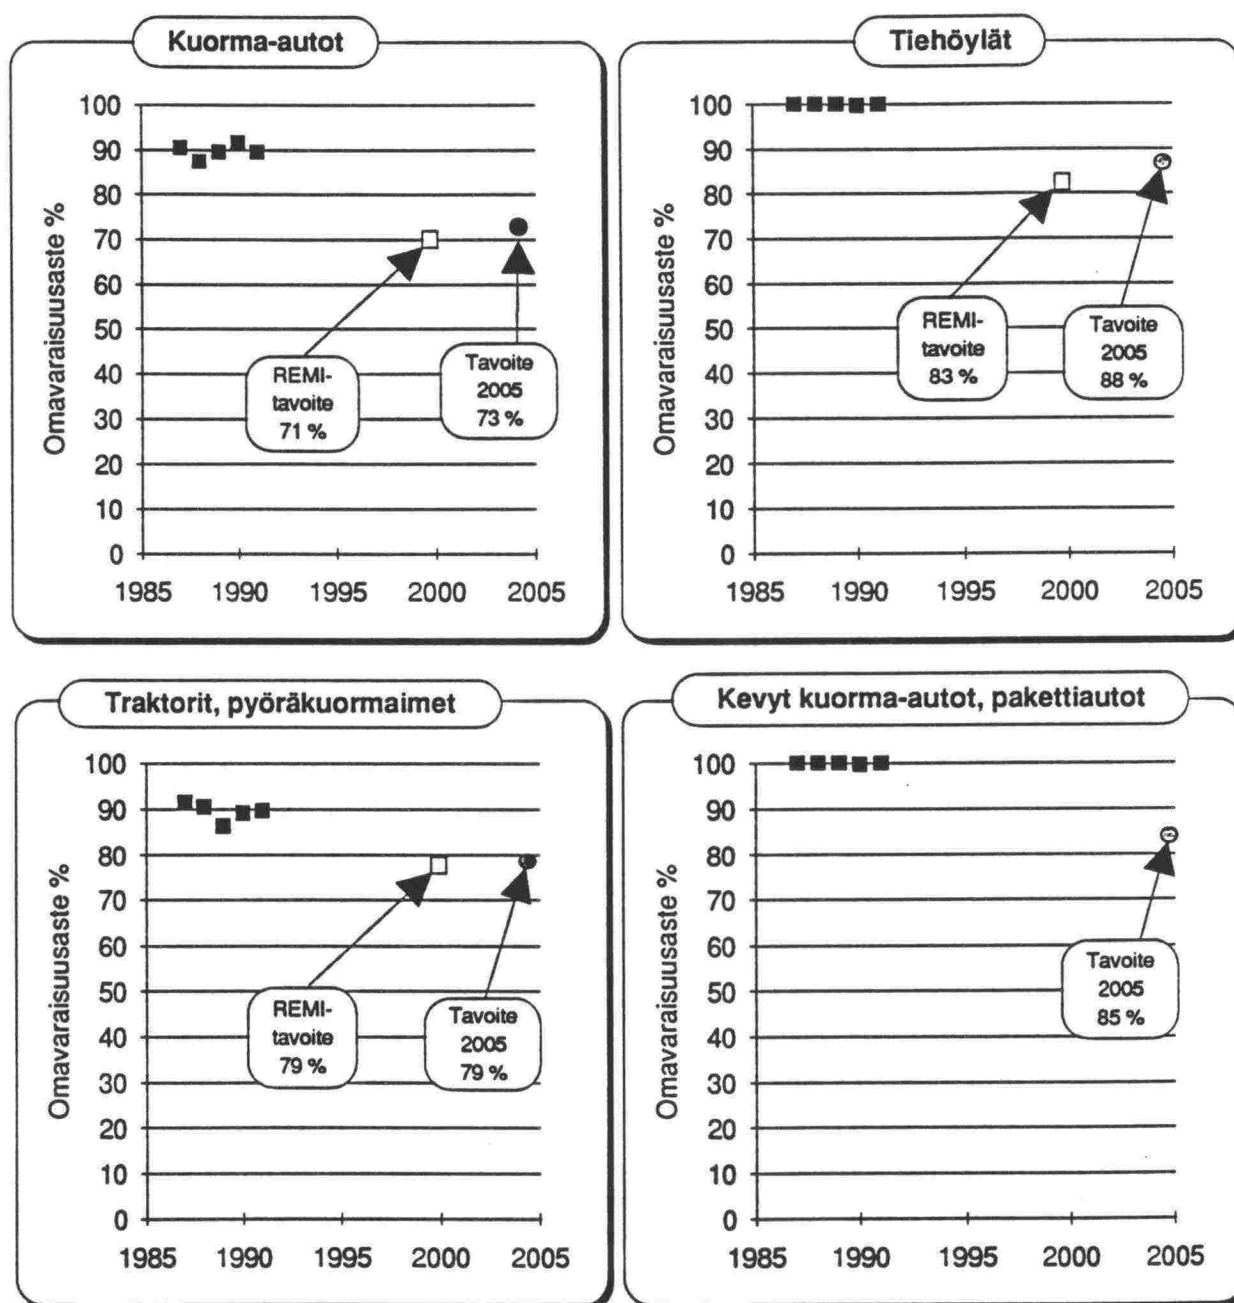 Kuorma-autot
Omavaraisuusaste %
100
90
80
70
60
50
40
30
20
10
0
1985 1990 1995 2000 2005
REMI-
tavoite
71 %
Tavoite
2005
73 %
Tiehöylät
Omavaraisuusaste %
100
90
80
70
60
50
40
30
20
10
0
1985 1990 1995 2000 2005
REMI-
tavoite
83 %
Tavoite
2005
88 %
Traktorit, pyöräkuormaimet
Omavaraisuusaste %
100
90
80
70
60
50
40
30
20
10
0
1985 1990 1995 2000 2005
REMI-
tavoite
79 %
Tavoite
2005
79 %
Kevyt kuorma-autot, pakettiautot
Omavaraisuusaste %
100
90
80
70
60
50
40
30
20
10
0
1985 1990 1995 2000 2005
Tavoite
2005
85 %